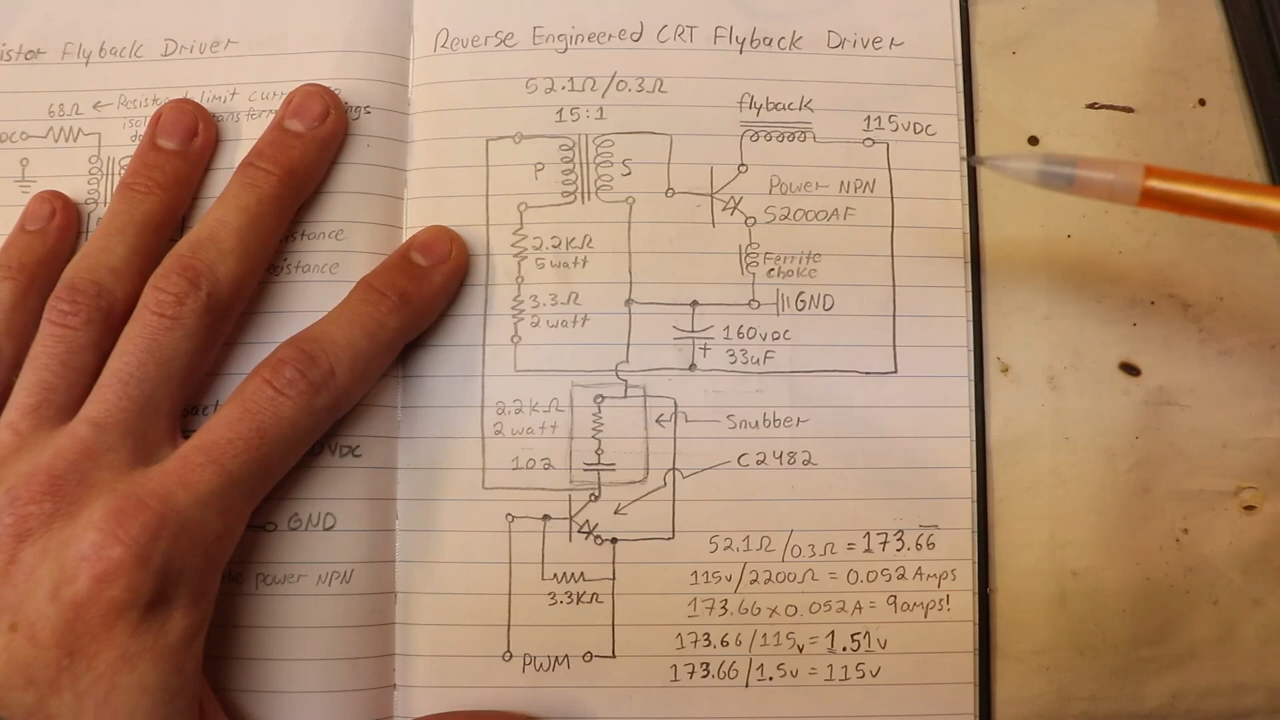 istor Flyback Driver
68Ω ← Resistor to limit curr
gs
istance
esistance
VDC
GND
e power NPN
Reverse Engineered CRT Flyback Driver
52.1Ω/0.3Ω
15:1
flyback
115VDC
P
S
Power NPN
S2000AF
2.2KΩ
5 watt
Ferrite
choke
3.3Ω
2 watt
GND
160VDC
33uF
+
2.2KΩ
2 watt
Snubber
102
C2482
3.3KΩ
PWM
52.1Ω/0.3Ω = 173.66
115v/2200Ω = 0.052 Amps
173.66 x 0.052A = 9amps!
173.66/115v = 1.51v
173.66/1.5v = 115v